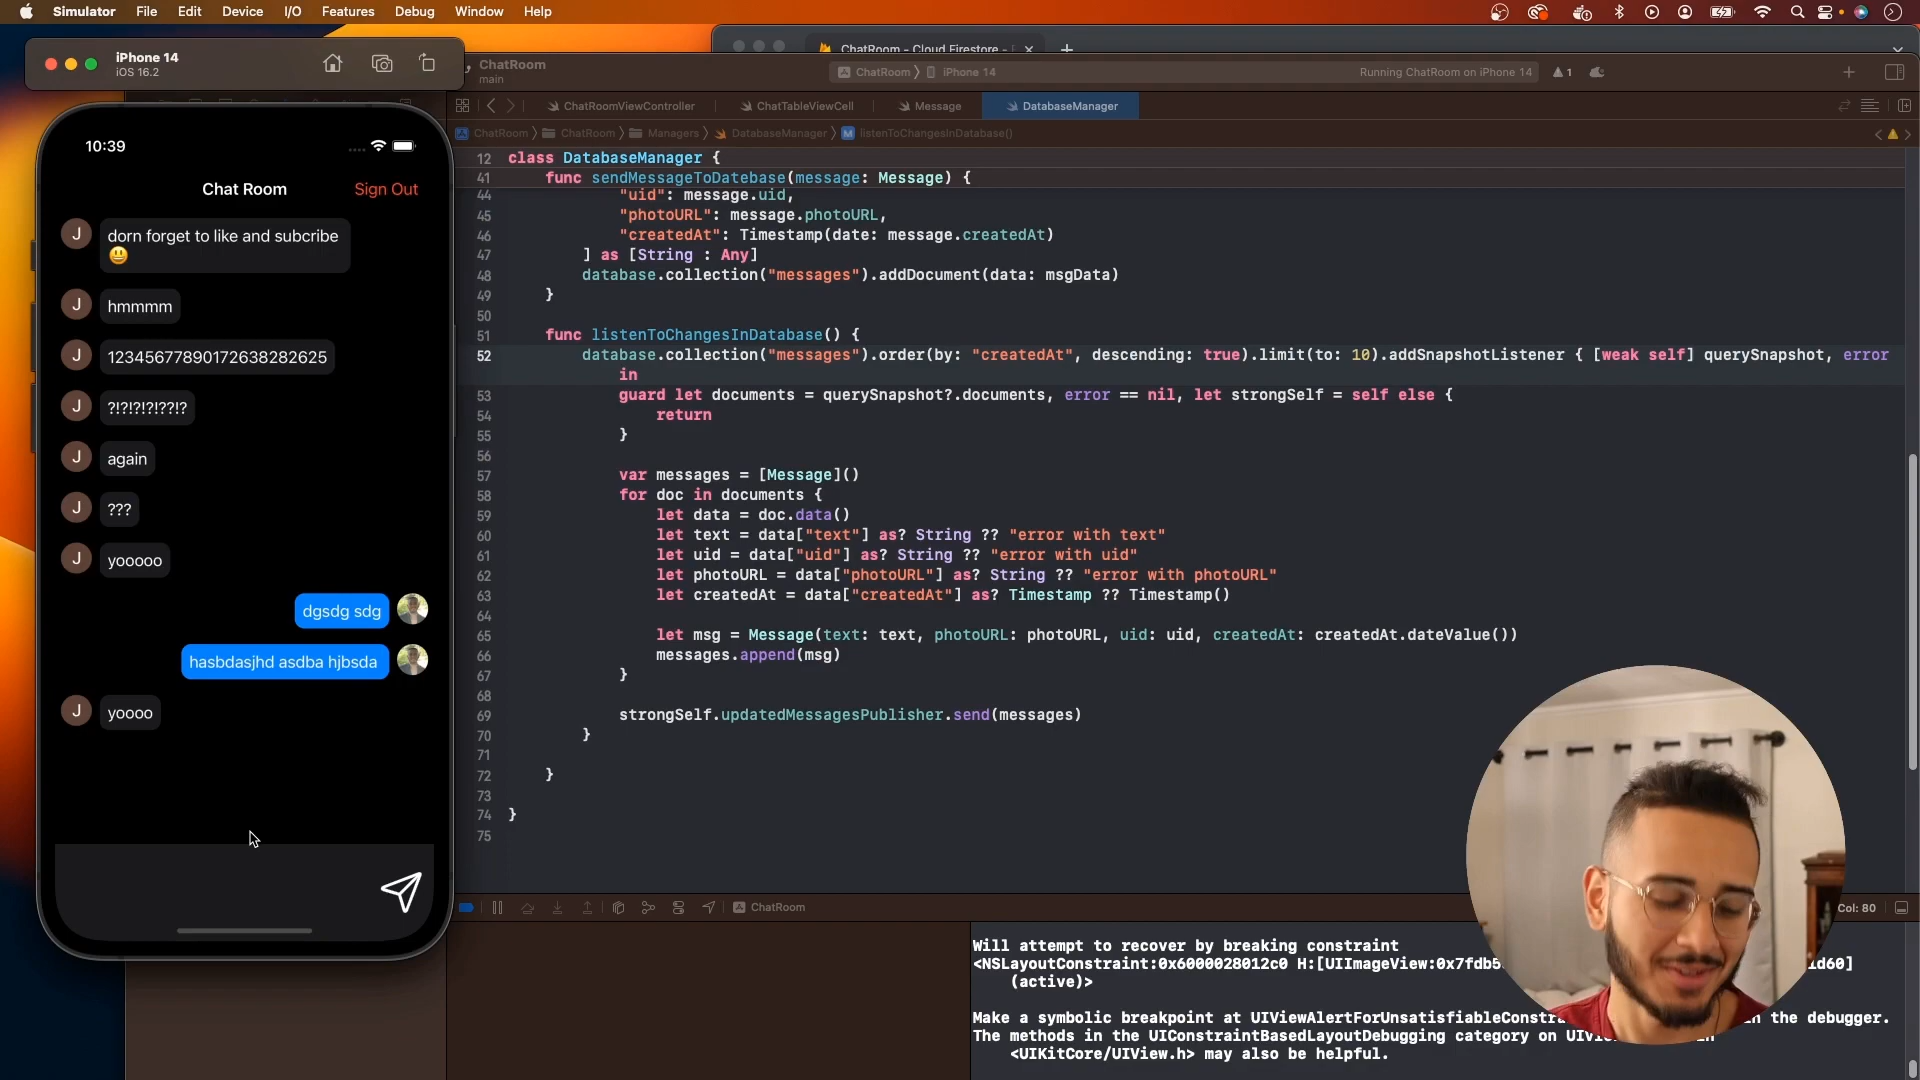 Simulator File Edit Device I/O Features Debug Window Help
iPhone 14
iOS 16.2
ChatRoom - Cloud Firestore -
ChatRoom
main
ChatRoom iPhone 14
Running ChatRoom on iPhone 14
1
ChatRoomViewController
ChatTableViewCell
Message
DatabaseManager
ChatRoom ChatRoom Managers DatabaseManager M listenToChangesInDatabase()
10:39
Chat Room
Sign Out
J
dorn forget to like and subcribe
😃
J
hmmmm
J
12345677890172638282625
J
?!?!?!?!??!?
J
again
J
???
J
yooooo
dgsdg sdg
hasbdasjhd asdba hjbsda
J
yoooo
12 class DatabaseManager {
41 func sendMessageToDatebase(message: Message) {
44 "uid": message.uid,
45 "photoURL": message.photoURL,
46 "createdAt": Timestamp(date: message.createdAt)
47 ] as [String : Any]
48 database.collection("messages").addDocument(data: msgData)
49 }
50
51 func listenToChangesInDatabase() {
52 database.collection("messages").order(by: "createdAt", descending: true).limit(to: 10).addSnapshotListener { [weak self] querySnapshot, error
in
53 guard let documents = querySnapshot?.documents, error == nil, let strongSelf = self else {
54 return
55 }
56
57 var messages = [Message]()
58 for doc in documents {
59 let data = doc.data()
60 let text = data["text"] as? String ?? "error with text"
61 let uid = data["uid"] as? String ?? "error with uid"
62 let photoURL = data["photoURL"] as? String ?? "error with photoURL"
63 let createdAt = data["createdAt"] as? Timestamp ?? Timestamp()
64
65 let msg = Message(text: text, photoURL: photoURL, uid: uid, createdAt: createdAt.dateValue())
66 messages.append(msg)
67 }
68
69 strongSelf.updatedMessagesPublisher.send(messages)
70 }
71
72 }
73
74 }
75
ChatRoom
Col: 80
Will attempt to recover by breaking constraint
<NSLayoutConstraint:0x6000028012c0 H:[UIImageView:0x7fdb5 id60]
(active)>
Make a symbolic breakpoint at UIViewAlertForUnsatisfiableConstra in the debugger.
The methods in the UIConstraintBasedLayoutDebugging category on
<UIKitCore/UIView.h> may also be helpful.